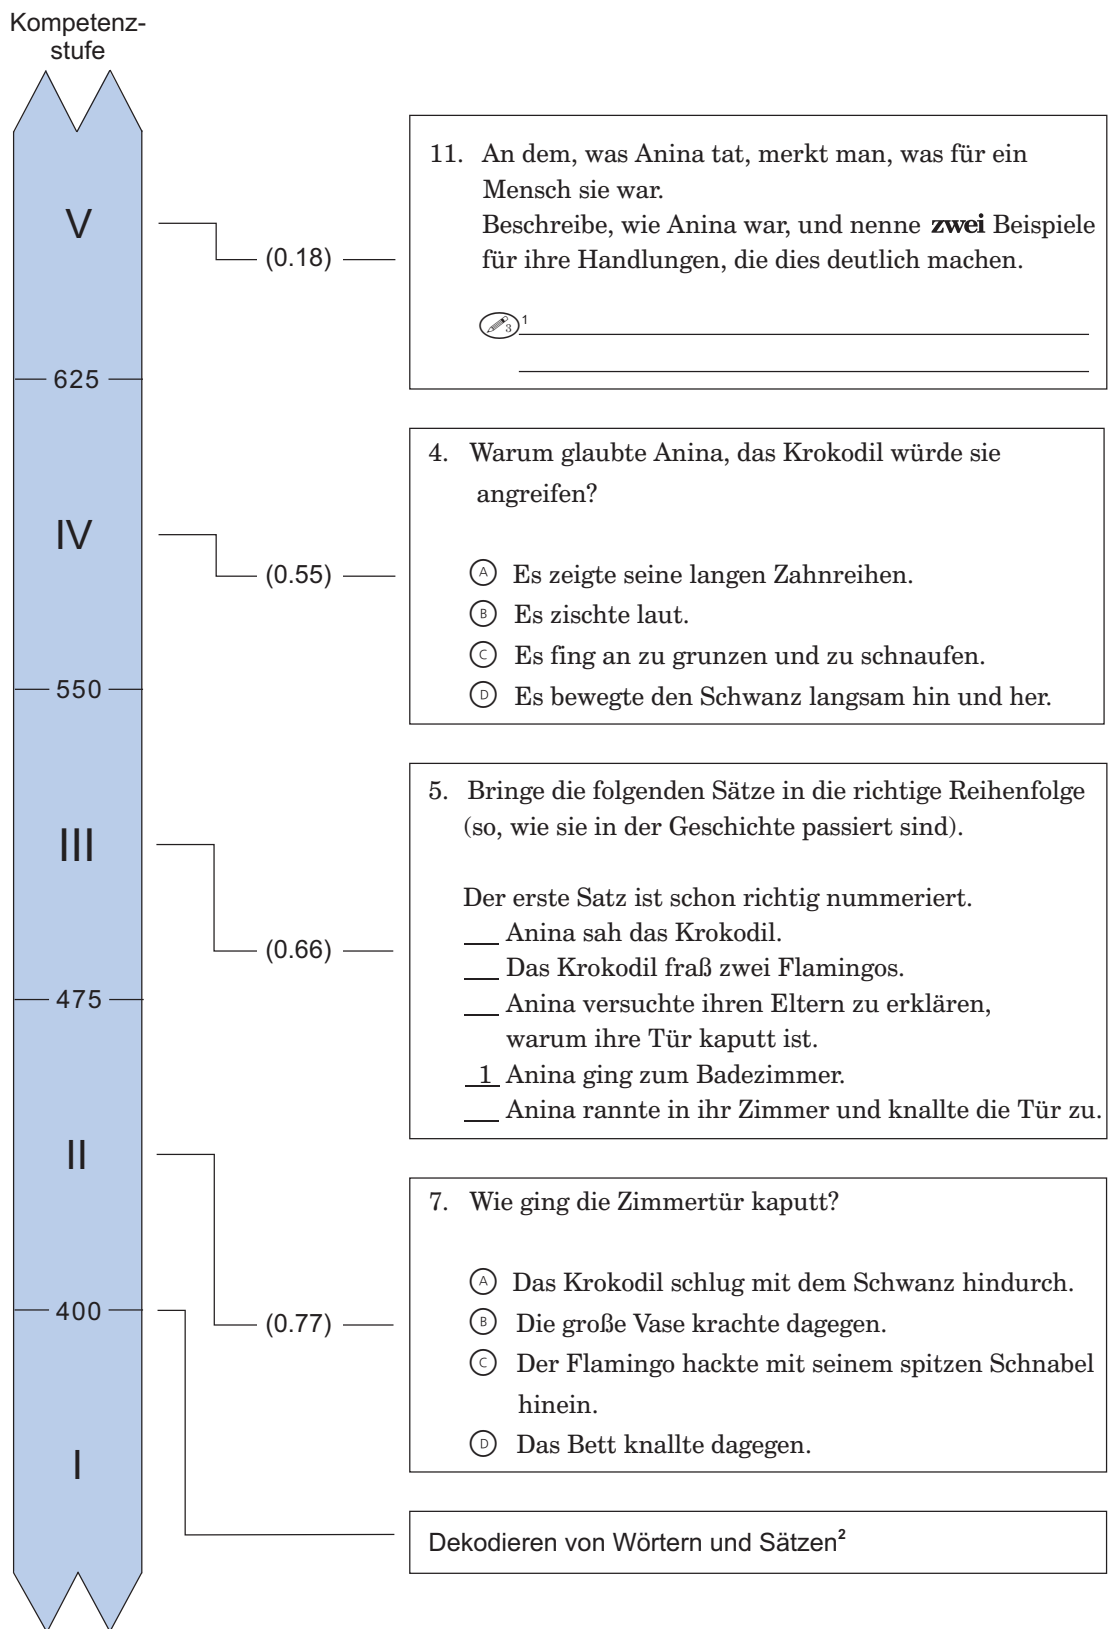 Kompetenz-
stufe
V
(0.18)
625
IV
(0.55)
550
III
(0.66)
475
II
(0.77)
400
I
11. An dem, was Anina tat, merkt man, was für ein
Mensch sie war.
Beschreibe, wie Anina war, und nenne zwei Beispiele
für ihre Handlungen, die dies deutlich machen.
3 1
4. Warum glaubte Anina, das Krokodil würde sie
angreifen?
A Es zeigte seine langen Zahnreihen.
B Es zischte laut.
C Es fing an zu grunzen und zu schnaufen.
D Es bewegte den Schwanz langsam hin und her.
5. Bringe die folgenden Sätze in die richtige Reihenfolge
(so, wie sie in der Geschichte passiert sind).
Der erste Satz ist schon richtig nummeriert.
___ Anina sah das Krokodil.
___ Das Krokodil fraß zwei Flamingos.
___ Anina versuchte ihren Eltern zu erklären,
warum ihre Tür kaputt ist.
1 Anina ging zum Badezimmer.
___ Anina rannte in ihr Zimmer und knallte die Tür zu.
7. Wie ging die Zimmertür kaputt?
A Das Krokodil schlug mit dem Schwanz hindurch.
B Die große Vase krachte dagegen.
C Der Flamingo hackte mit seinem spitzen Schnabel
hinein.
D Das Bett knallte dagegen.
Dekodieren von Wörtern und Sätzen²